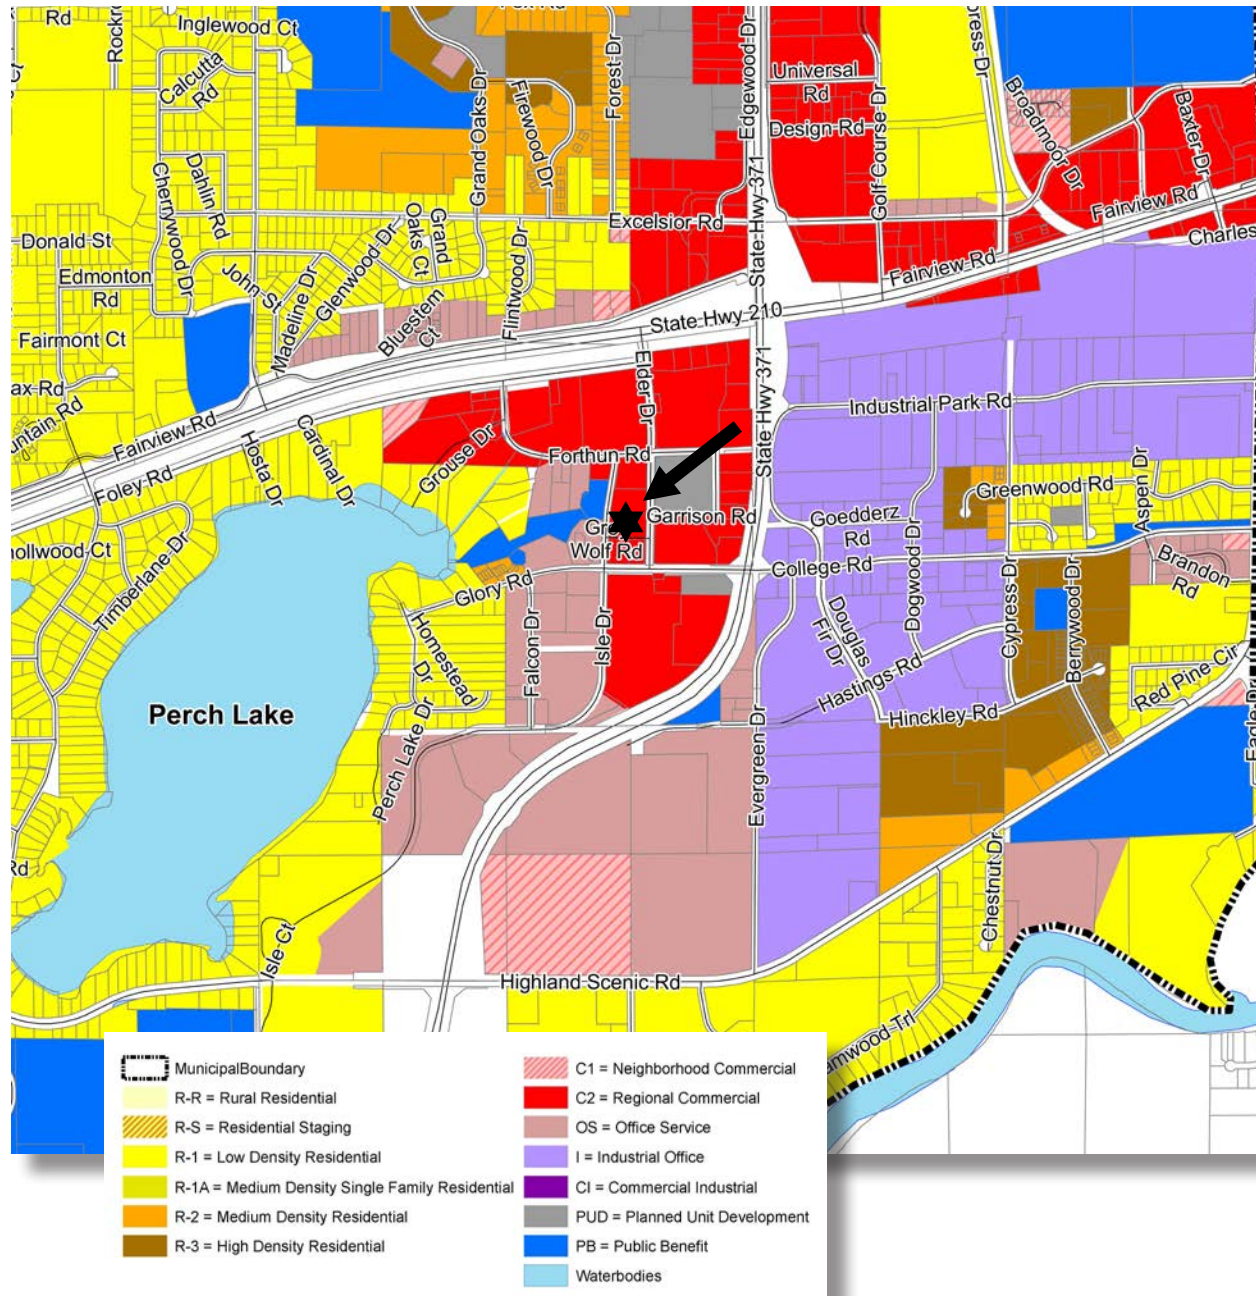 Rd
Inglewood Ct
Calcutta
Rd
Dahlin Rd
Cherrywood Dr
Donald St
Edmonton
Rd
Fairmont Ct
John St
Madeline Dr
Glenwood Dr
Grand
Oaks Ct
Bluestem
Ct
Flintwood Dr
Grand Oaks Dr
Firewood Dr
Forest Dr
Edgewood Dr
State Hwy 371
Universal
Rd
Design Rd
Golf Course Dr
Broadmoor Dr
Baxter Dr
Excelsior Rd
Fairview Rd
Charles
Fairview Rd
State Hwy 210
Elder Dr
State Hwy 371
Industrial Park Rd
Fairview Rd
Foley Rd
Hosta Dr
Cardinal Dr
Grouse Dr
Forthun Rd
Garrison Rd
Wolf Rd
Goedderz
Rd
Dogwood Dr
Greenwood Rd
Aspen Dr
Brandon
Rd
College Rd
Glory Rd
Timberlane Dr
Homestead
Dr
Falcon Dr
Isle Dr
Douglas
Fir Dr
Hastings Rd
Cypress Dr
Berrywood Dr
Red Pine Cir
Hinckley Rd
Perch Lake
Perch Lake Dr
Evergreen Dr
Chestnut Dr
Isle Ct
Highland Scenic Rd
MunicipalBoundary
R-R = Rural Residential
R-S = Residential Staging
R-1 = Low Density Residential
R-1A = Medium Density Single Family Residential
R-2 = Medium Density Residential
R-3 = High Density Residential
C1 = Neighborhood Commercial
C2 = Regional Commercial
OS = Office Service
I = Industrial Office
CI = Commercial Industrial
PUD = Planned Unit Development
PB = Public Benefit
Waterbodies